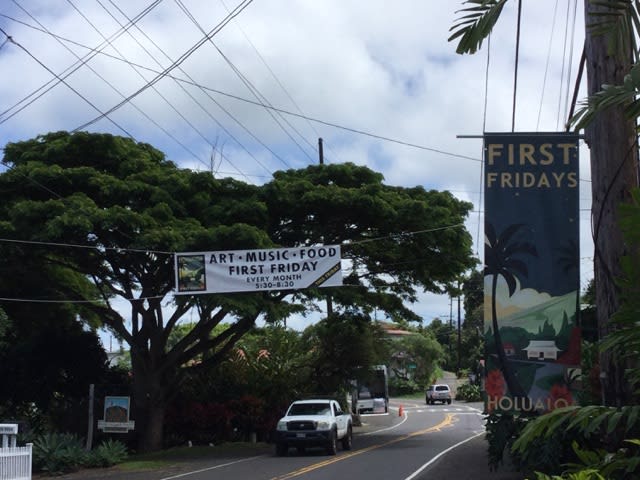 ART • MUSIC • FOOD
FIRST FRIDAY
EVERY MONTH
5:30-8:30
FIRST
FRIDAYS
HOLUALOA